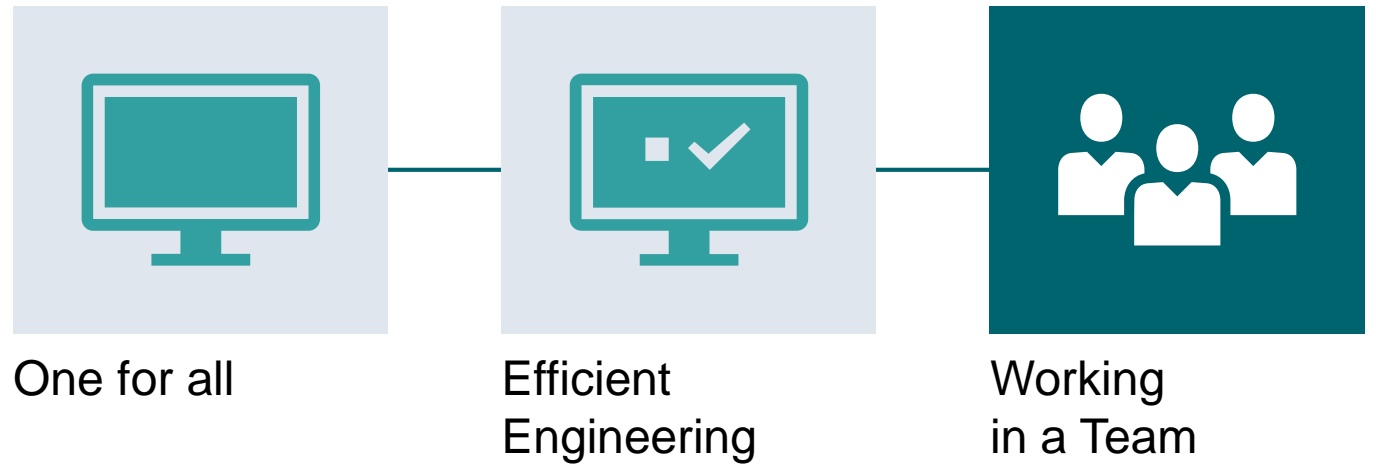 One for all
Efficient
Engineering
Working
in a Team